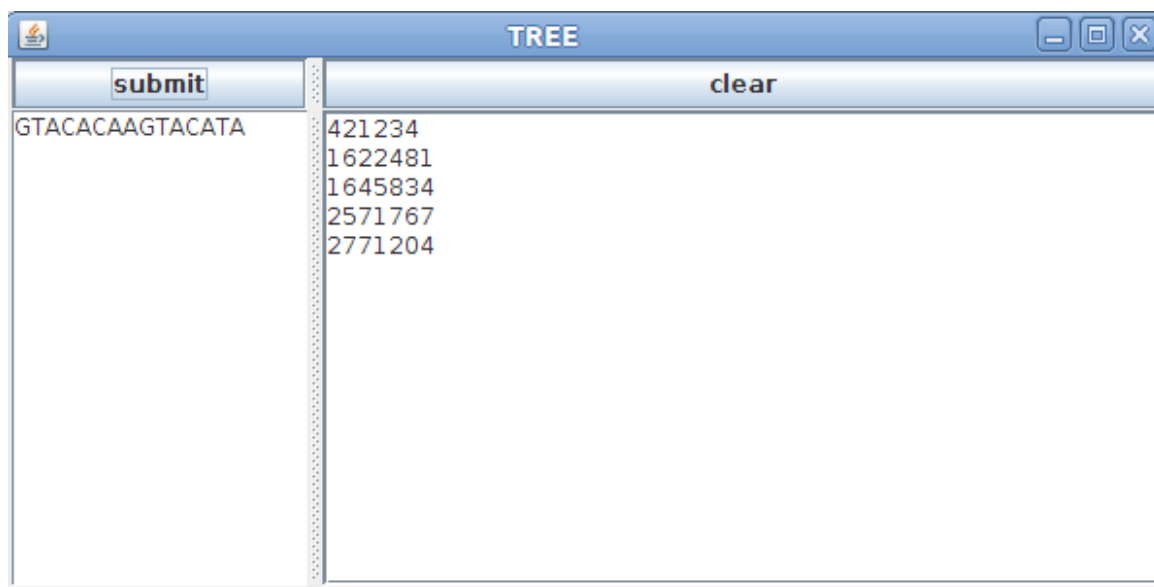 TREE
submit
clear
GTACACAAGTACATA
421234
1622481
1645834
2571767
2771204